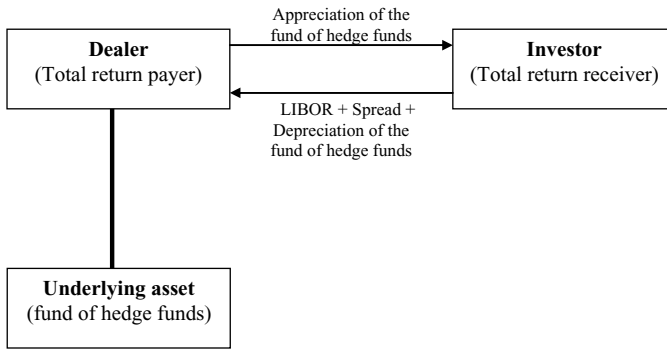 Appreciation of the
fund of hedge funds
Dealer
(Total return payer)
Investor
(Total return receiver)
LIBOR + Spread +
Depreciation of the
fund of hedge funds
Underlying asset
(fund of hedge funds)